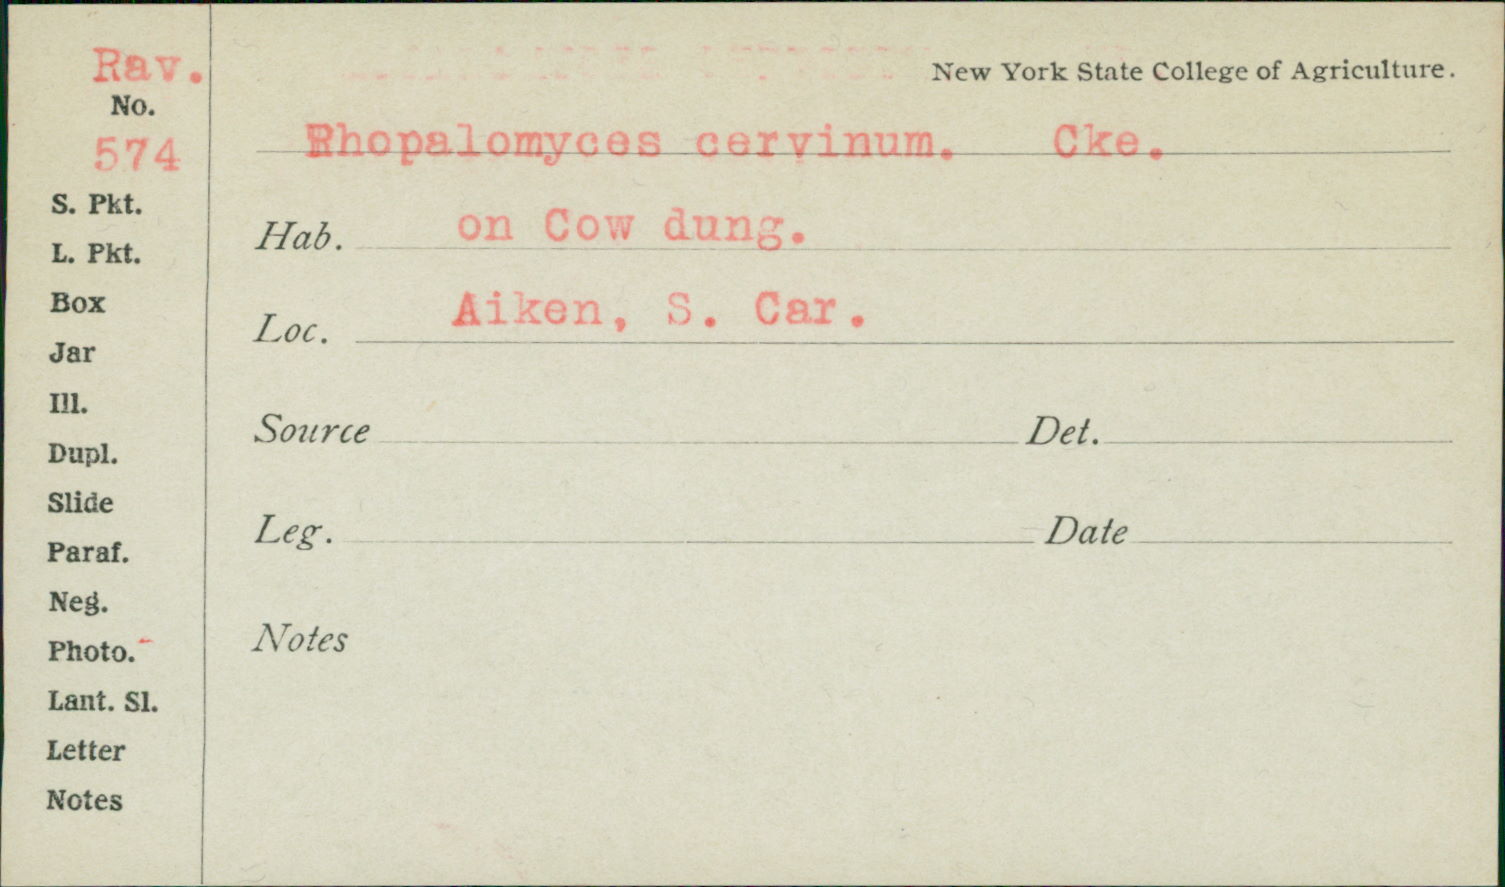 Rav.
No.
574
S. Pkt.
L. Pkt.
Box
Jar
Ill.
Dupl.
Slide
Paraf.
Neg.
Photo.
Lant. Sl.
Letter
Notes
New York State College of Agriculture.
Rhopalomyces cervinum. Cke.
Hab. on Cow dung.
Loc. Aiken, S. Car.
Source Det.
Leg. Date
Notes